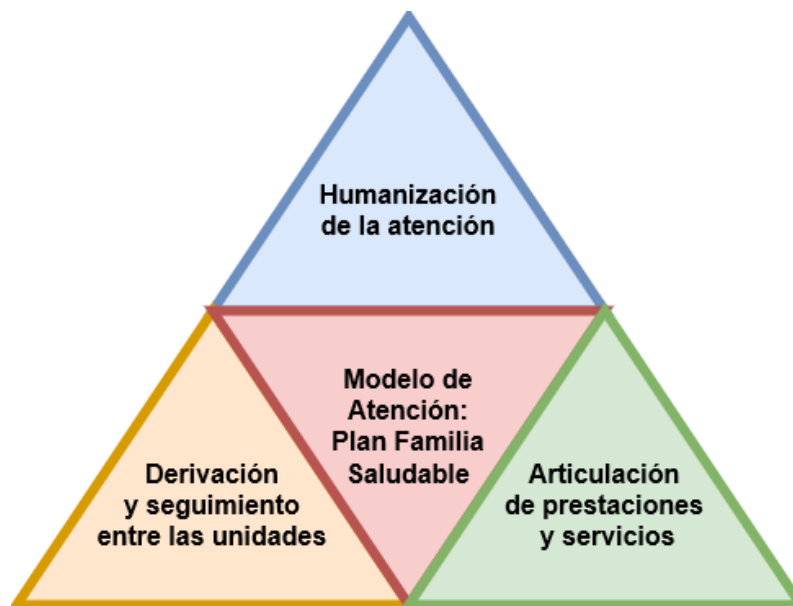 Humanización
de la atención
Modelo de
Atención:
Plan Familia
Saludable
Derivación
y seguimiento
entre las unidades
Articulación
de prestaciones
y servicios